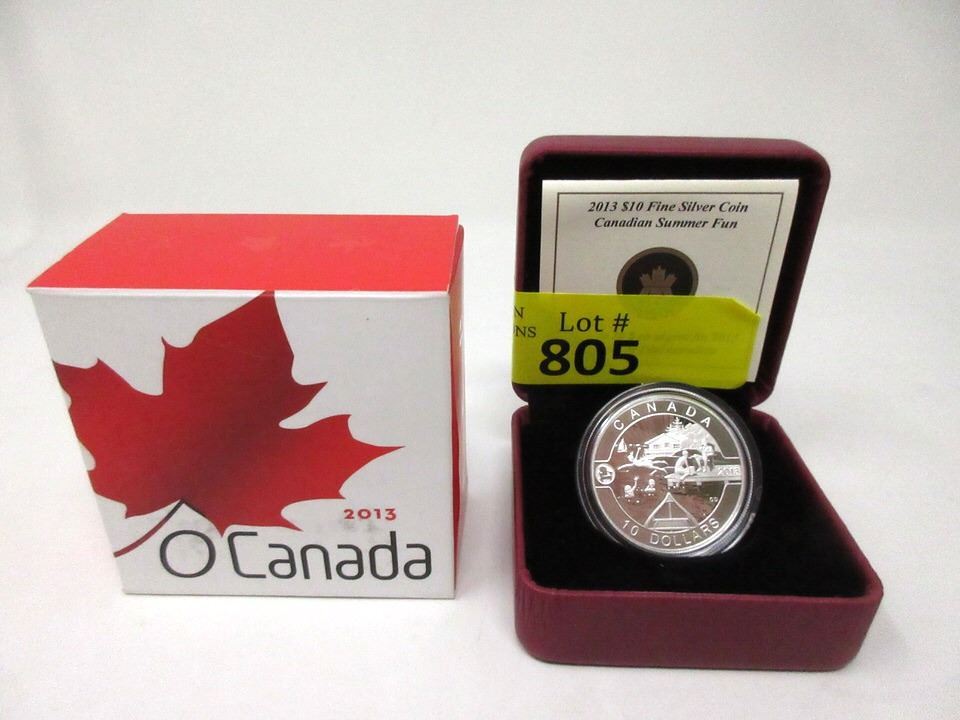 2013
O Canada
2013 $10 Fine Silver Coin
Canadian Summer Fun
Lot #
805
CANADA
2013
10 DOLLARS